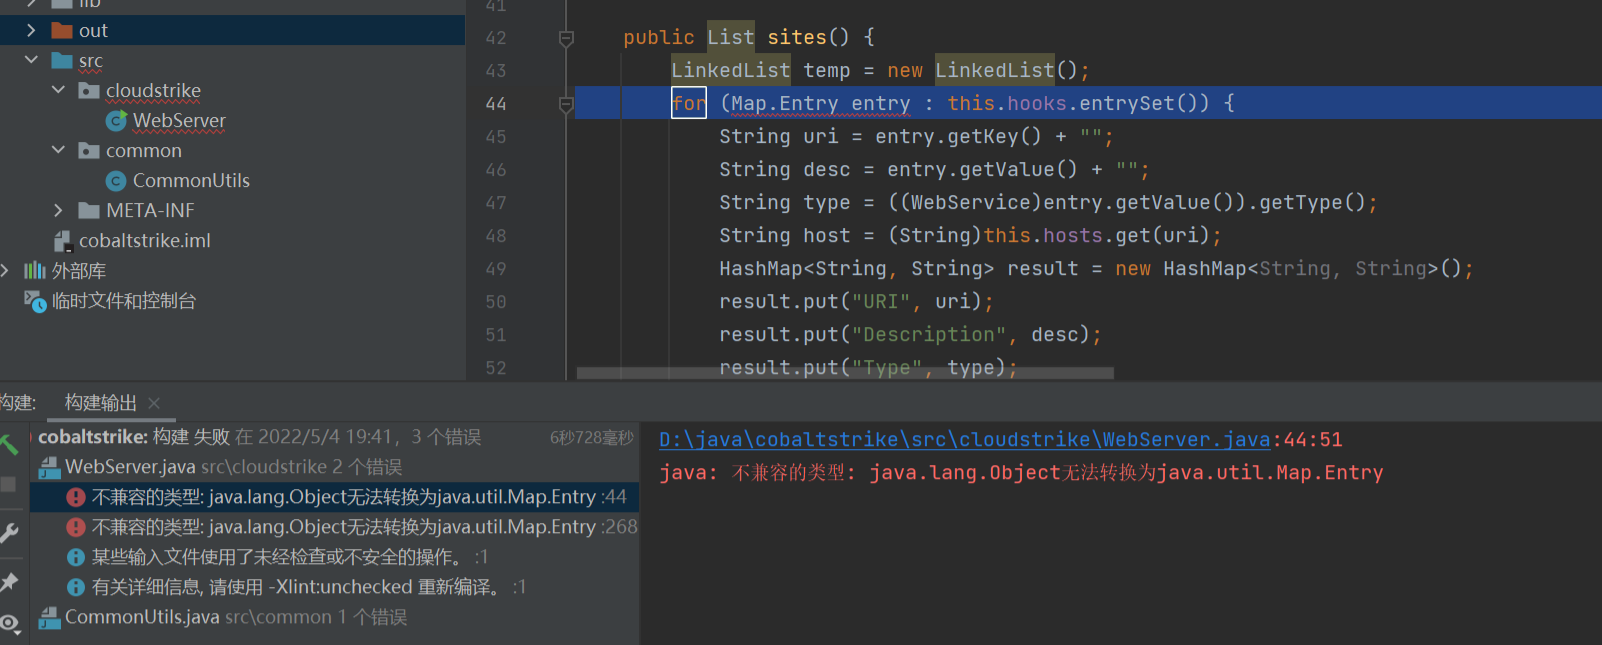 lib
out
src
cloudstrike
WebServer
common
CommonUtils
META-INF
cobaltstrike.iml
外部库
临时文件和控制台
41
42 public List sites() {
43 LinkedList temp = new LinkedList();
44 for (Map.Entry entry : this.hooks.entrySet()) {
45 String uri = entry.getKey() + "";
46 String desc = entry.getValue() + "";
47 String type = ((WebService)entry.getValue()).getType();
48 String host = (String)this.hosts.get(uri);
49 HashMap<String, String> result = new HashMap<String, String>();
50 result.put("URI", uri);
51 result.put("Description", desc);
52 result.put("Type", type);
构建: 构建输出
cobaltstrike: 构建 失败 在 2022/5/4 19:41，3 个错误 6秒728毫秒
WebServer.java src\cloudstrike 2 个错误
不兼容的类型: java.lang.Object无法转换为java.util.Map.Entry :44
不兼容的类型: java.lang.Object无法转换为java.util.Map.Entry :268
某些输入文件使用了未经检查或不安全的操作。 :1
有关详细信息, 请使用 -Xlint:unchecked 重新编译。 :1
CommonUtils.java src\common 1 个错误
D:\java\cobaltstrike\src\cloudstrike\WebServer.java:44:51
java: 不兼容的类型: java.lang.Object无法转换为java.util.Map.Entry